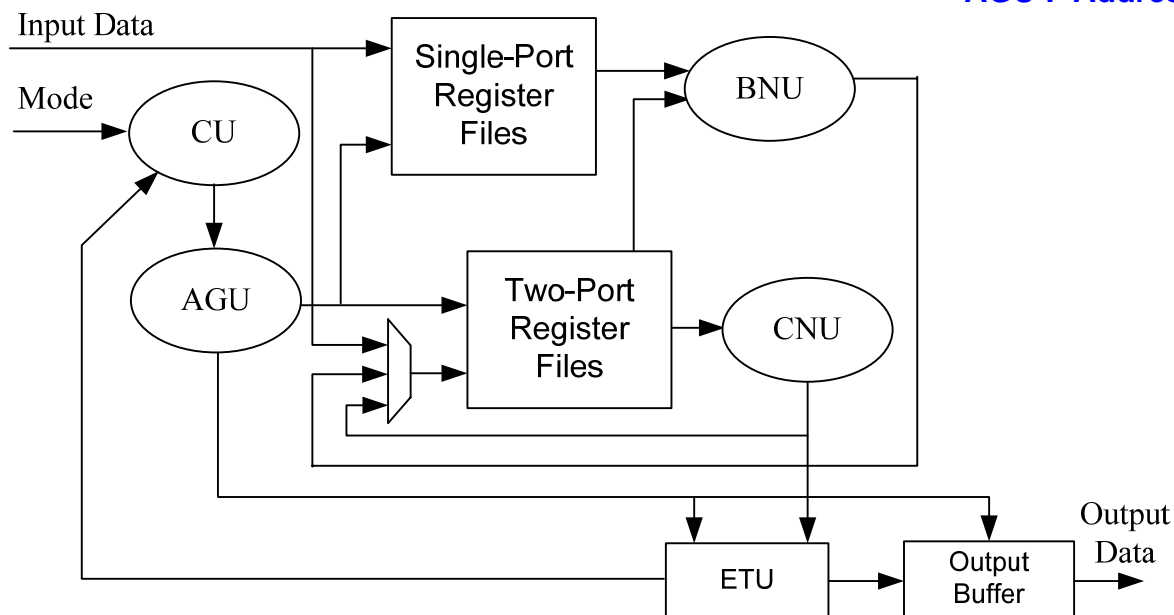 Input Data
Mode
CU
AGU
Single-Port
Register
Files
BNU
Two-Port
Register
Files
CNU
ETU
Output
Buffer
Output
Data